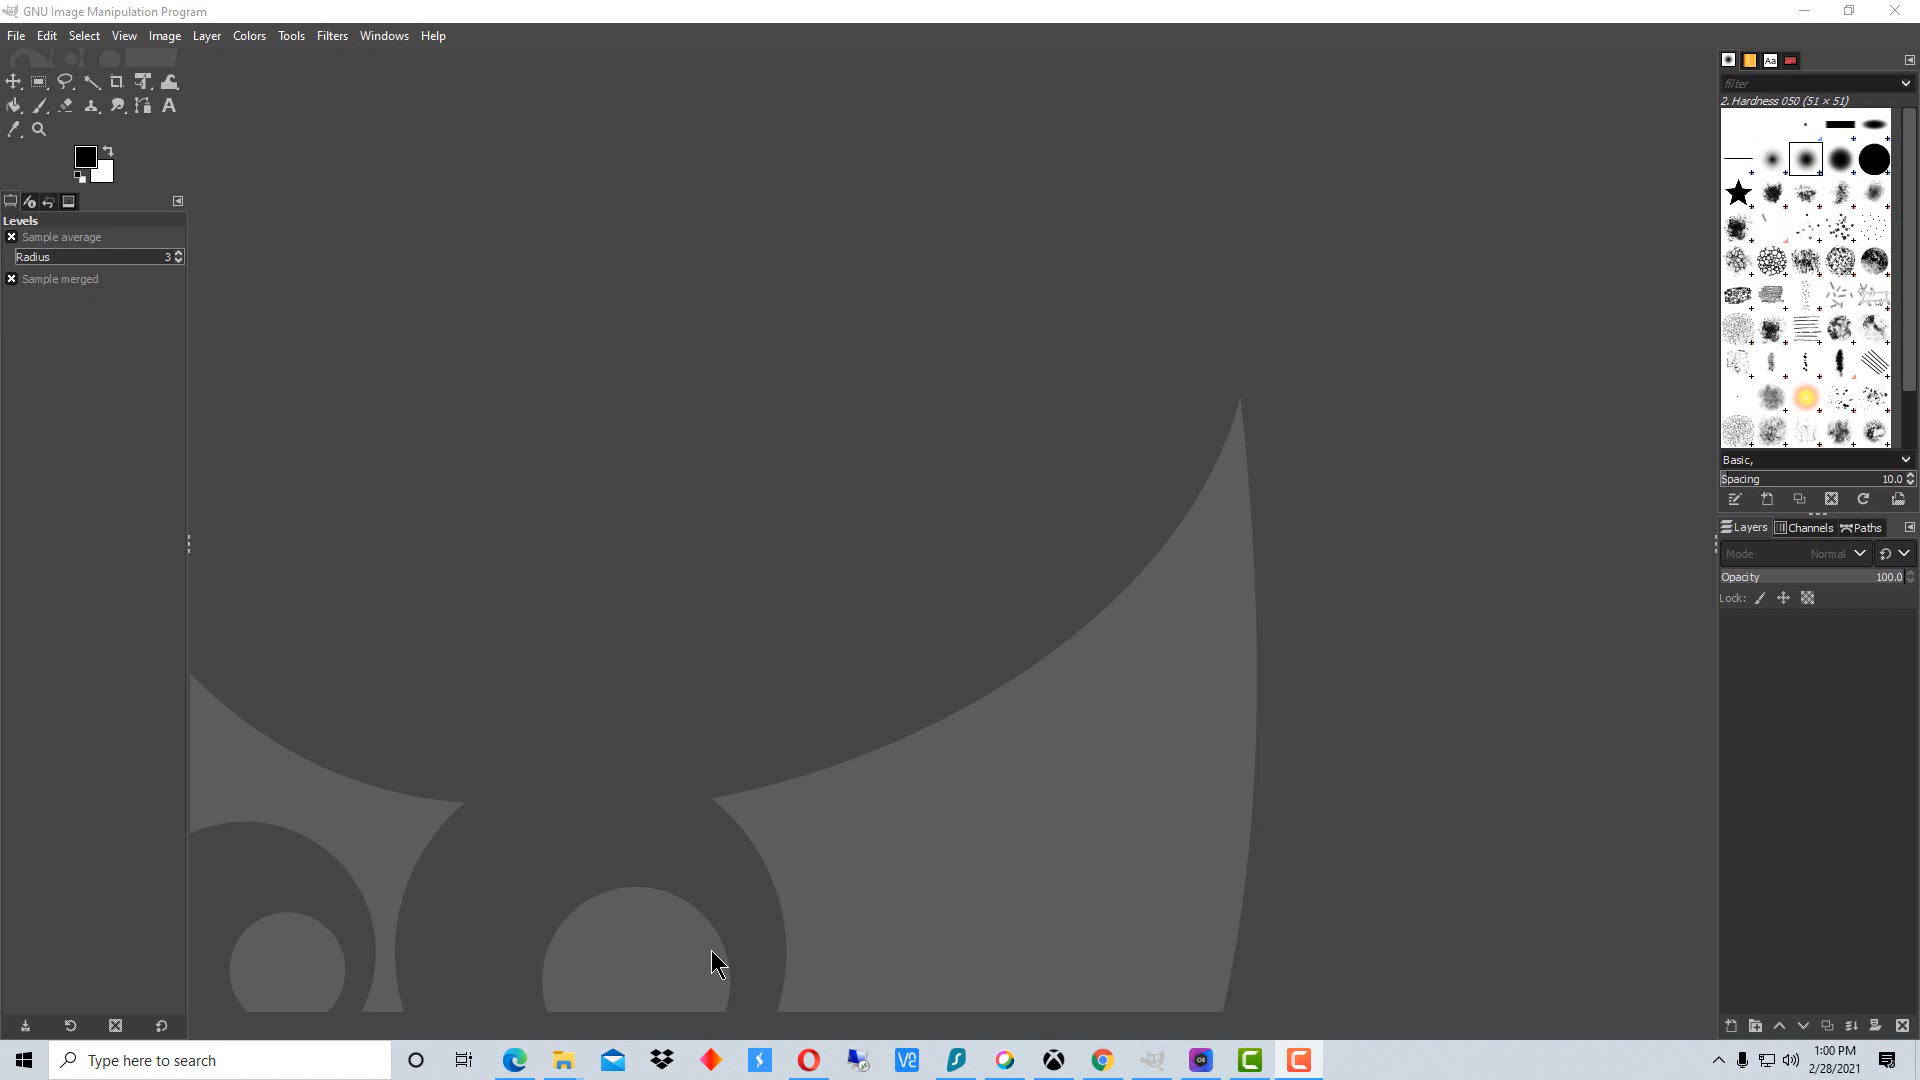 GNU Image Manipulation Program
File Edit Select View Image Layer Colors Tools Filters Windows Help
Aa
filter
2. Hardness 050 (51 × 51)
Levels
Sample average
Radius 3
Sample merged
Basic,
Spacing 10.0
Layers Channels Paths
Mode Normal
Opacity 100.0
Lock:
Type here to search
1:00 PM
2/28/2021